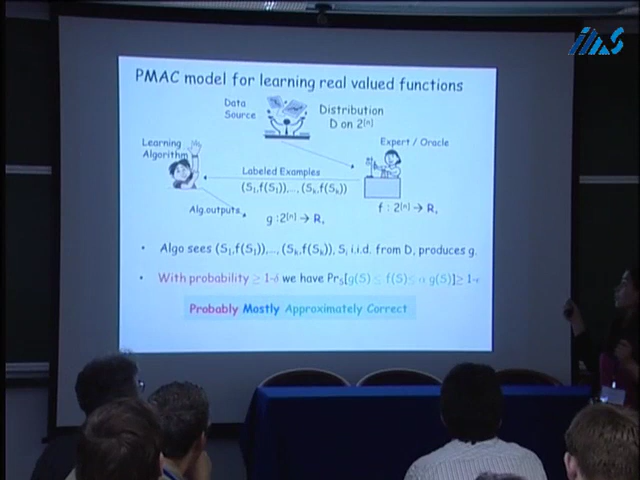 ims
PMAC model for learning real valued functions
Data Source
Distribution
D on 2[n]
Learning Algorithm
Expert / Oracle
Labeled Examples
(S1,f(S1)),..., (Sk,f(Sk))
Alg.outputs
g : 2[n] → R+
f : 2[n] → R+
• Algo sees (S1,f(S1)),..., (Sk,f(Sk)), Si i.i.d. from D, produces g.
• With probability ≥ 1-δ we have PrS[g(S) ≤ f(S) ≤ α g(S)] ≥ 1-ε
Probably Mostly Approximately Correct